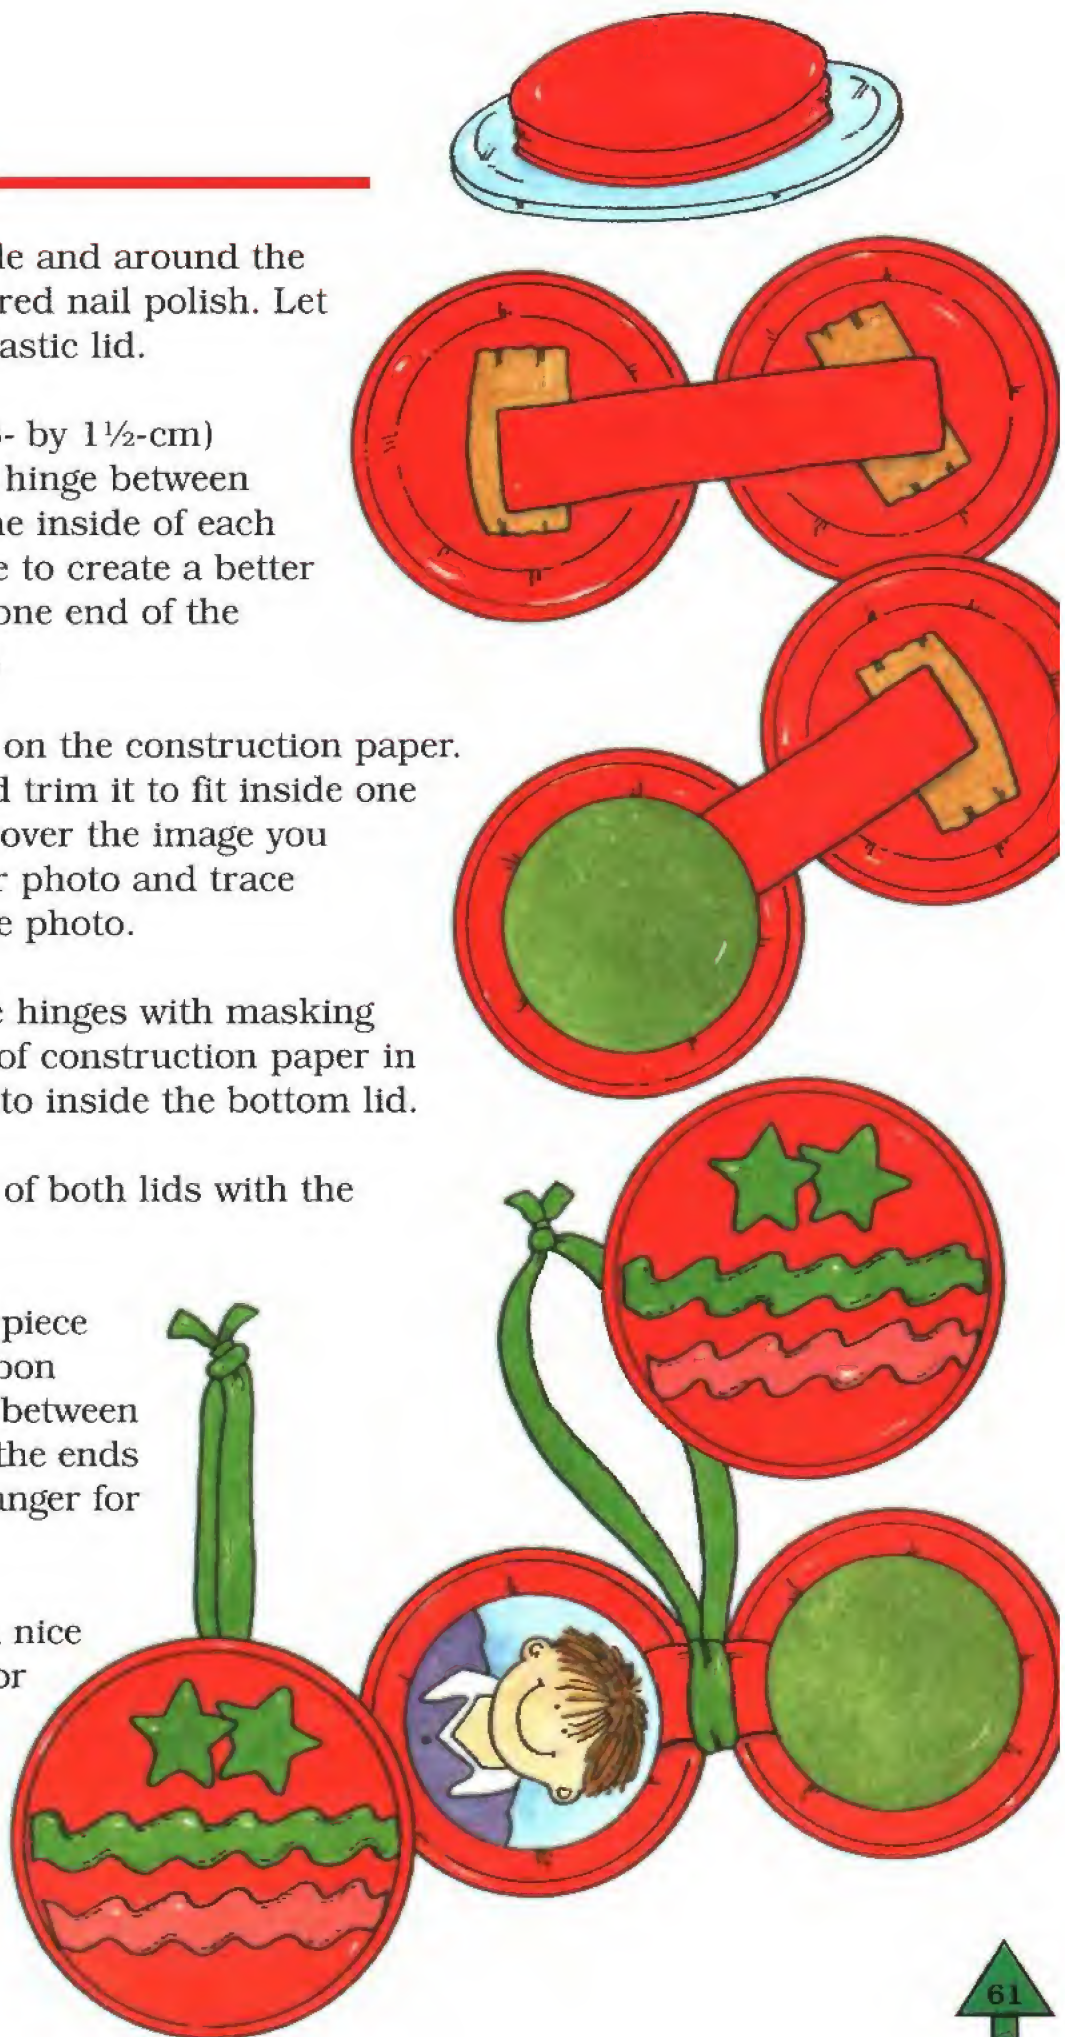 le and around the
red nail polish. Let
astic lid.
- by 1½-cm)
hinge between
ne inside of each
e to create a better
one end of the
on the construction paper.
d trim it to fit inside one
over the image you
r photo and trace
e photo.
e hinges with masking
of construction paper in
to inside the bottom lid.
of both lids with the
piece
bon
between
the ends
anger for
nice
or
61